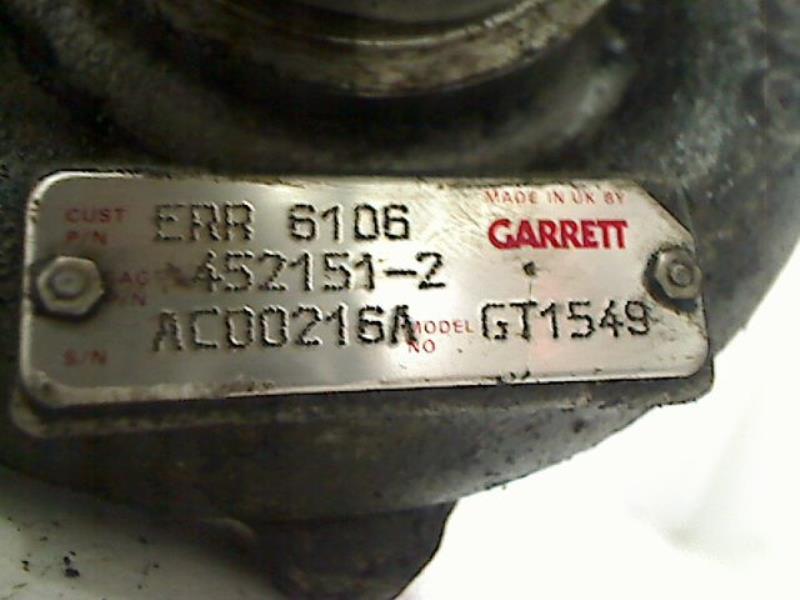 MADE IN UK BY
CUST P/N ERR 6106 GARRETT
P/N 452151-2
S/N AC00216A MODEL NO GT1549